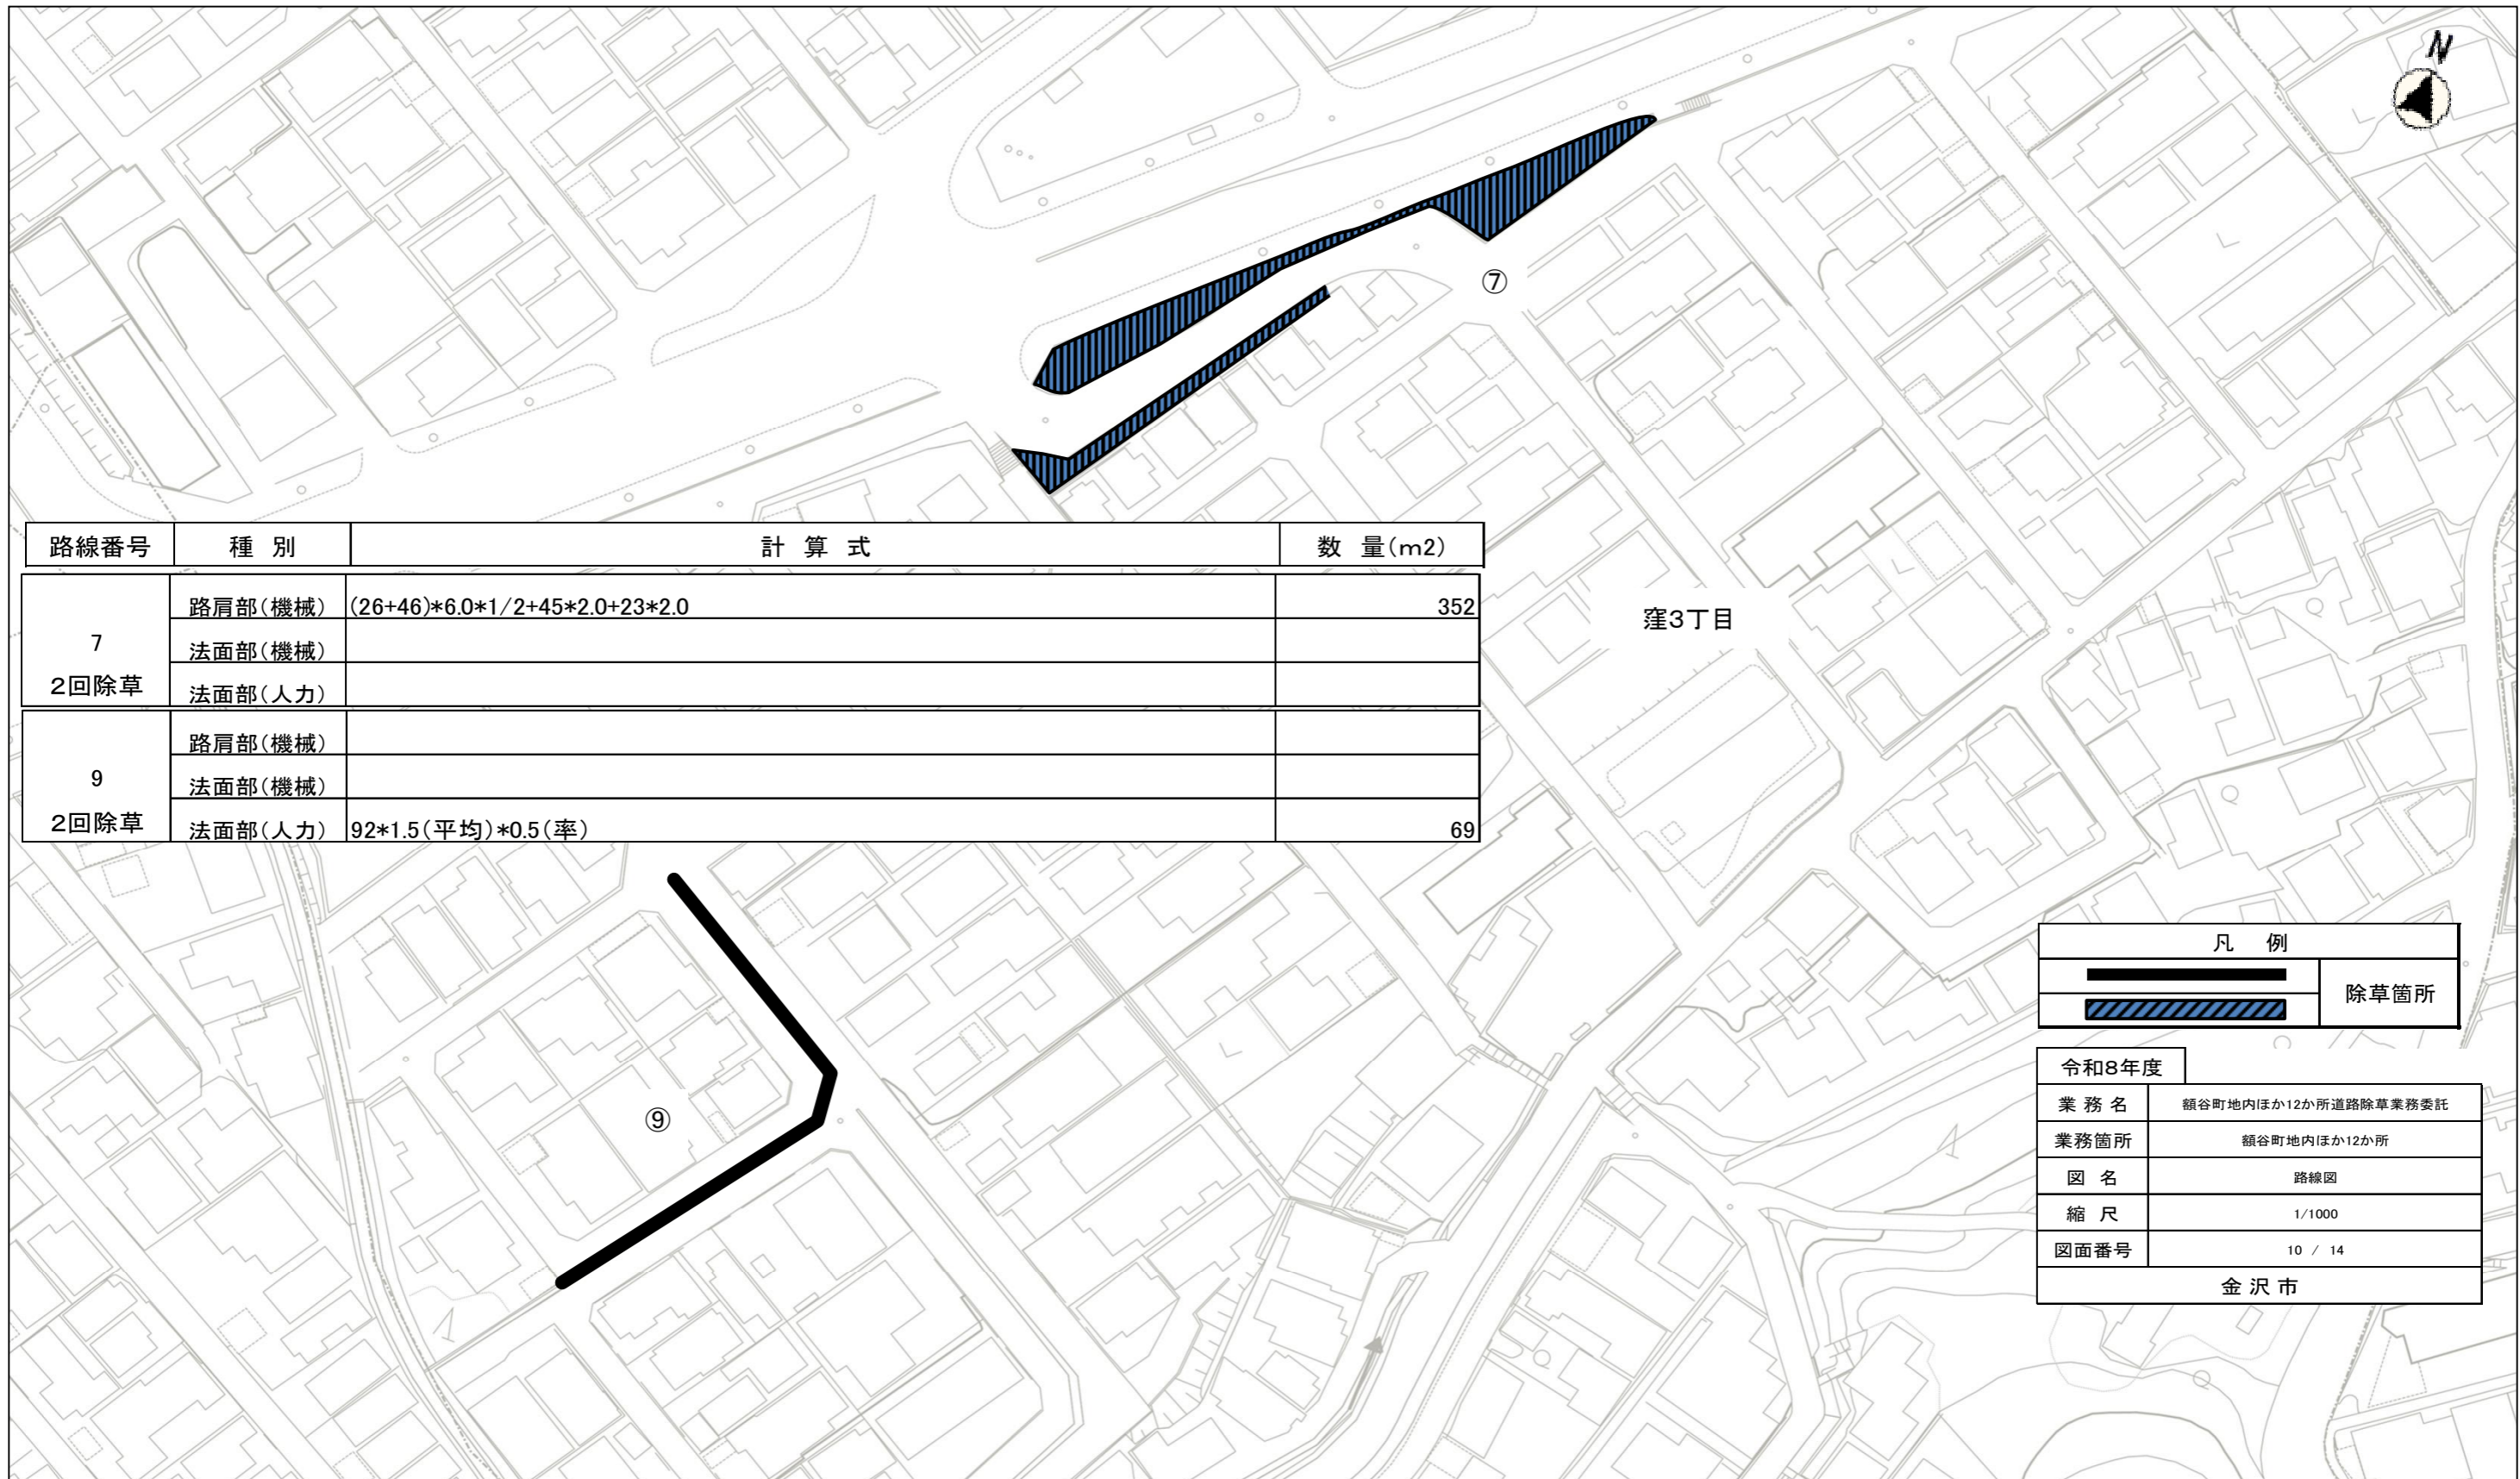 N
⑦
路線番号 種 別 計 算 式 数 量(m2)
7
2回除草
路肩部(機械) (26+46)*6.0*1/2+45*2.0+23*2.0 352
法面部(機械)
法面部(人力)
9
2回除草
路肩部(機械)
法面部(機械)
法面部(人力) 92*1.5(平均)*0.5(率) 69
窪3丁目
⑨
凡 例
除草箇所
令和8年度
業 務 名 額谷町地内ほか12か所道路除草業務委託
業務箇所 額谷町地内ほか12か所
図 名 路線図
縮 尺 1/1000
図面番号 10 / 14
金 沢 市